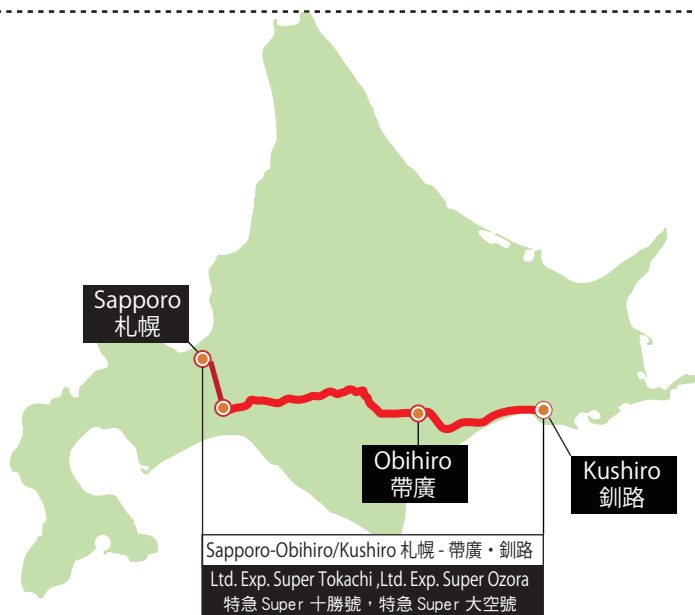 Sapporo
札幌
Obihiro
帶廣
Kushiro
釧路
Sapporo-Obihiro/Kushiro 札幌 - 帶廣・釧路
Ltd. Exp. Super Tokachi ,Ltd. Exp. Super Ozora
特急 Super 十勝號，特急 Super 大空號